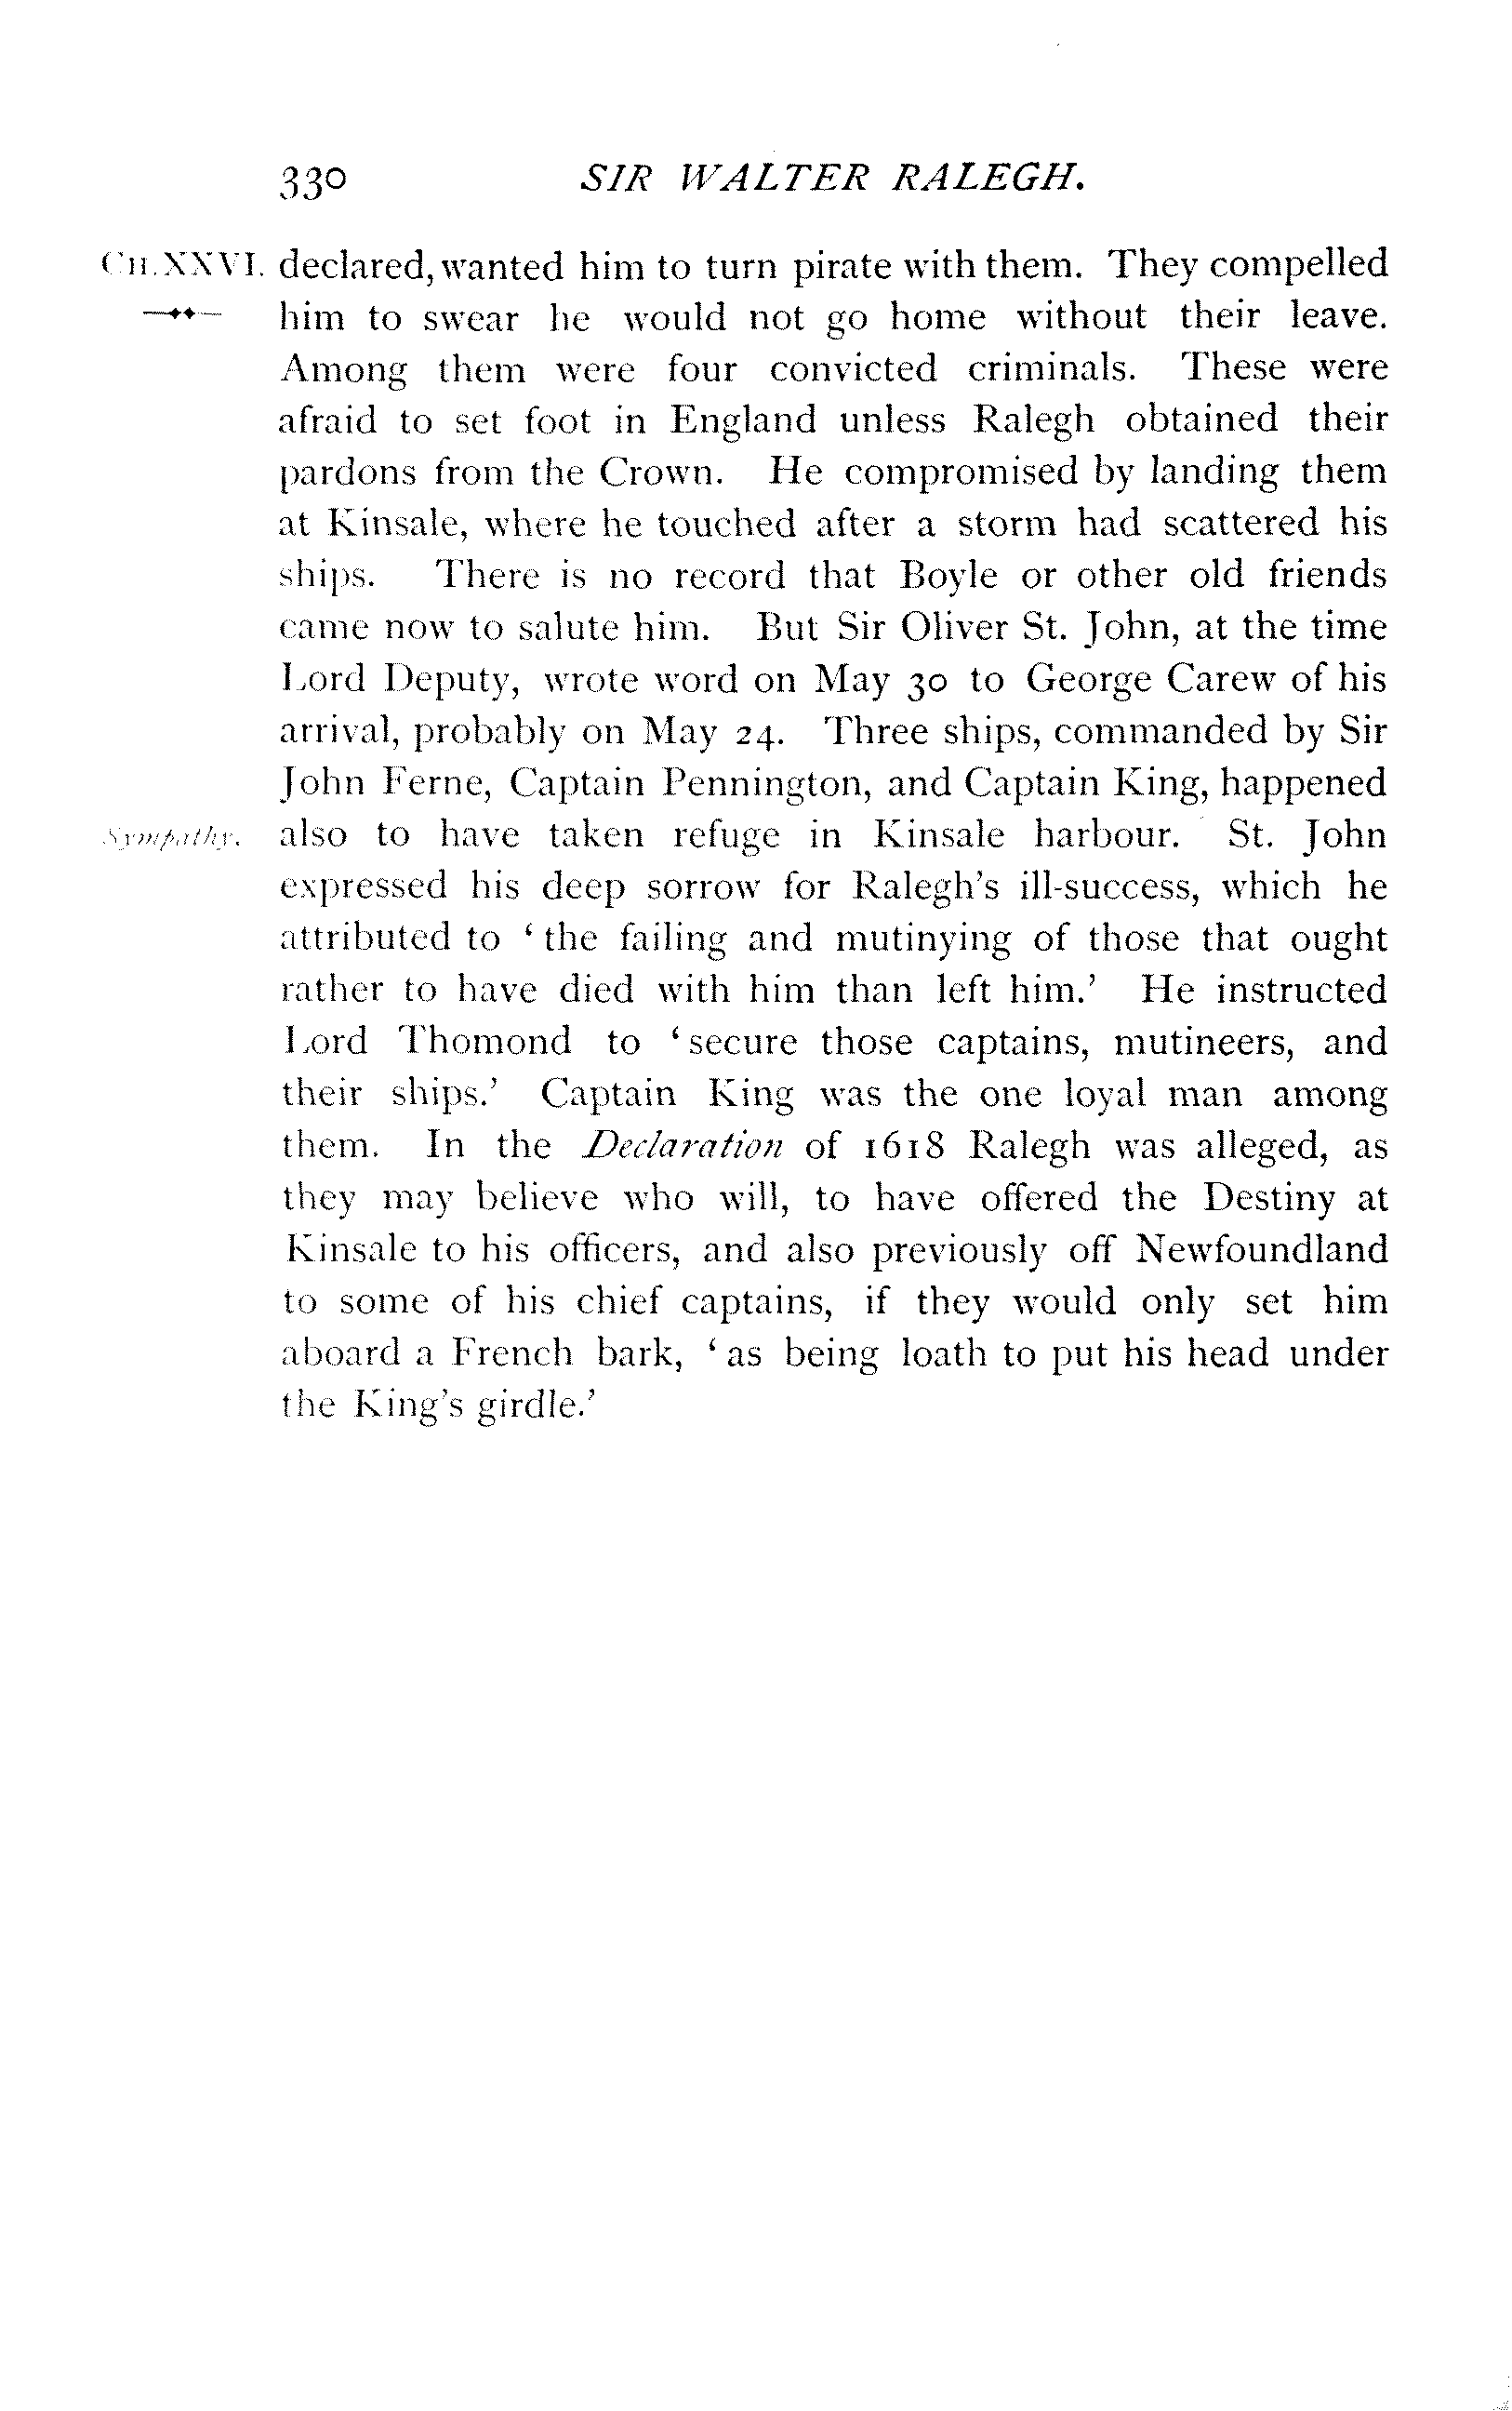 330 SIR WALTER RALEGH.
CH. XXVI. declared, wanted him to turn pirate with them. They compelled
him to swear he would not go home without their leave.
Among them were four convicted criminals. These were
afraid to set foot in England unless Ralegh obtained their
pardons from the Crown. He compromised by landing them
at Kinsale, where he touched after a storm had scattered his
ships. There is no record that Boyle or other old friends
came now to salute him. But Sir Oliver St. John, at the time
Lord Deputy, wrote word on May 30 to George Carew of his
arrival, probably on May 24. Three ships, commanded by Sir
John Ferne, Captain Pennington, and Captain King, happened
Sympathy. also to have taken refuge in Kinsale harbour. St. John
expressed his deep sorrow for Ralegh's ill-success, which he
attributed to ‘the failing and mutinying of those that ought
rather to have died with him than left him.’ He instructed
Lord Thomond to ‘secure those captains, mutineers, and
their ships.’ Captain King was the one loyal man among
them. In the Declaration of 1618 Ralegh was alleged, as
they may believe who will, to have offered the Destiny at
Kinsale to his officers, and also previously off Newfoundland
to some of his chief captains, if they would only set him
aboard a French bark, ‘as being loath to put his head under
the King's girdle.’